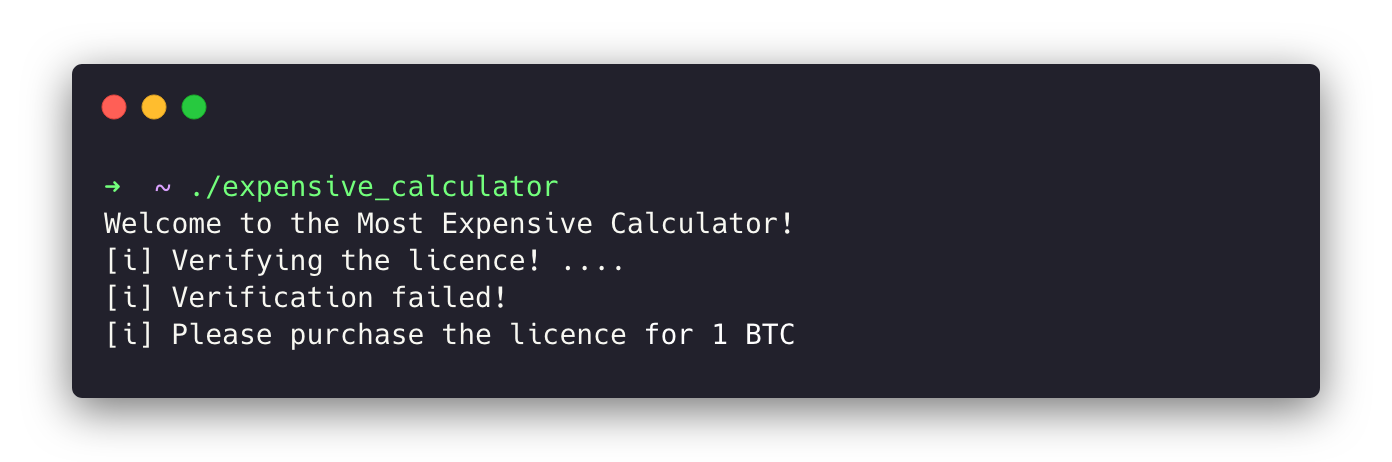 ➜  ~ ./expensive_calculator
Welcome to the Most Expensive Calculator!
[i] Verifying the licence! ....
[i] Verification failed!
[i] Please purchase the licence for 1 BTC